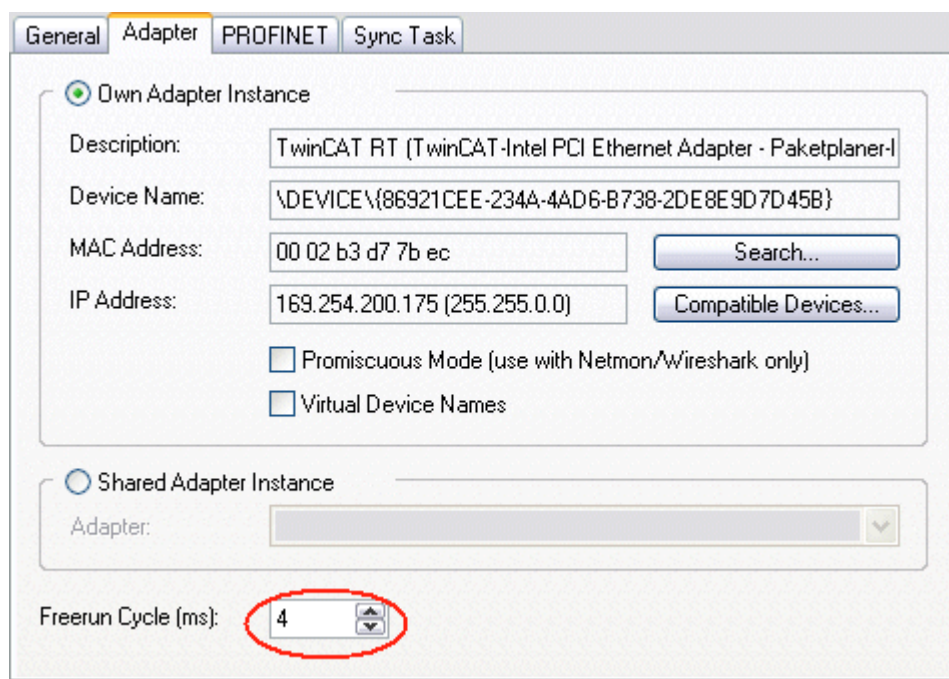 General Adapter PROFINET Sync Task
Own Adapter Instance
Description: TwinCAT RT (TwinCAT-Intel PCI Ethernet Adapter - Paketplaner-
Device Name: \DEVICE\{86921CEE-234A-4AD6-B738-2DE8E9D7D45B}
MAC Address: 00 02 b3 d7 7b ec Search...
IP Address: 169.254.200.175 (255.255.0.0) Compatible Devices...
Promiscuous Mode (use with Netmon/Wireshark only)
Virtual Device Names
Shared Adapter Instance
Adapter:
Freerun Cycle (ms): 4